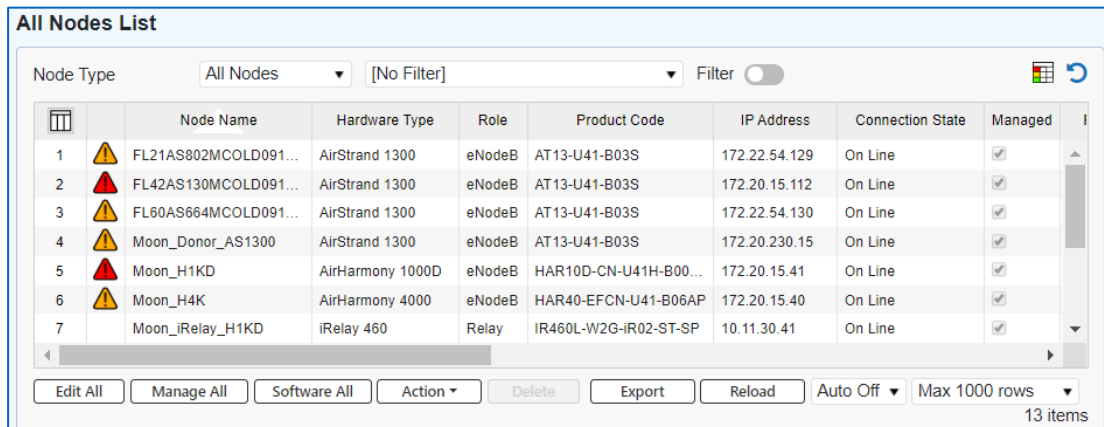 All Nodes List
Node Type All Nodes [No Filter] Filter
Node Name Hardware Type Role Product Code IP Address Connection State Managed
1 FL21AS802MCOLD091... AirStrand 1300 eNodeB AT13-U41-B03S 172.22.54.129 On Line
2 FL42AS130MCOLD091... AirStrand 1300 eNodeB AT13-U41-B03S 172.20.15.112 On Line
3 FL60AS664MCOLD091... AirStrand 1300 eNodeB AT13-U41-B03S 172.22.54.130 On Line
4 Moon_Donor_AS1300 AirStrand 1300 eNodeB AT13-U41-B03S 172.20.230.15 On Line
5 Moon_H1KD AirHarmony 1000D eNodeB HAR10D-CN-U41H-B00... 172.20.15.41 On Line
6 Moon_H4K AirHarmony 4000 eNodeB HAR40-EFCN-U41-B06AP 172.20.15.40 On Line
7 Moon_iRelay_H1KD iRelay 460 Relay IR460L-W2G-iR02-ST-SP 10.11.30.41 On Line
Edit All Manage All Software All Action Delete Export Reload Auto Off Max 1000 rows
13 items